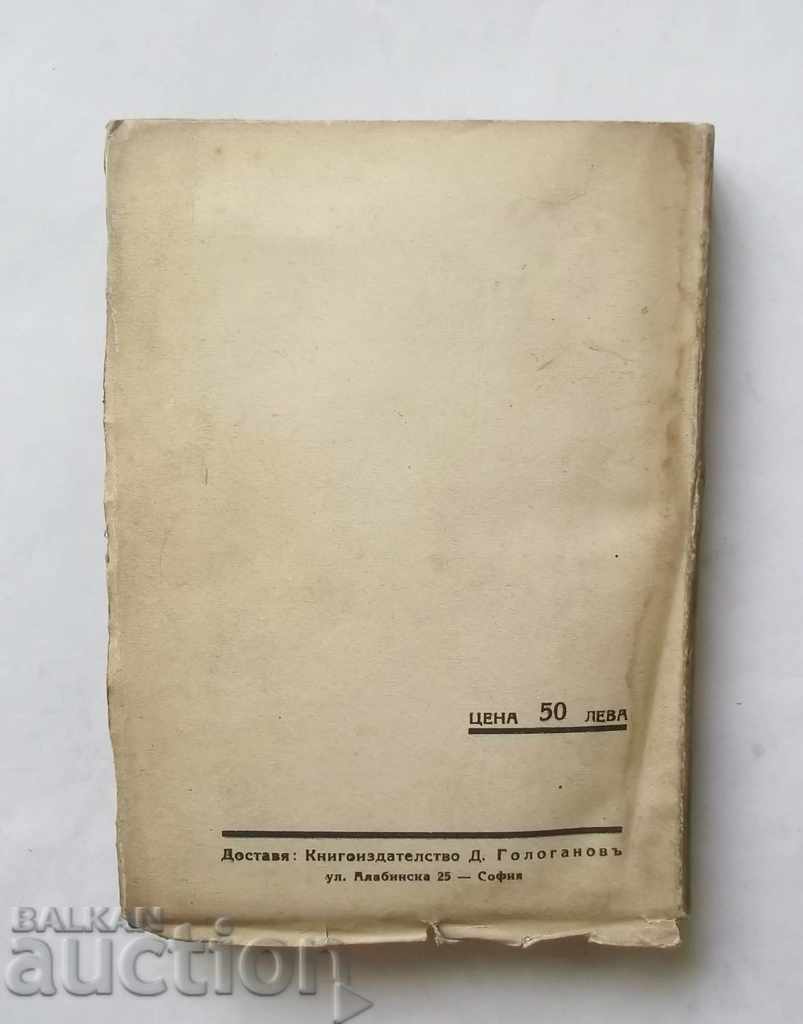 ЦЕНА 50 ЛЕВА
Доставя: Книгоиздателство Д. Гологановъ
ул. Алабинска 25 — София
BALKAN
auction